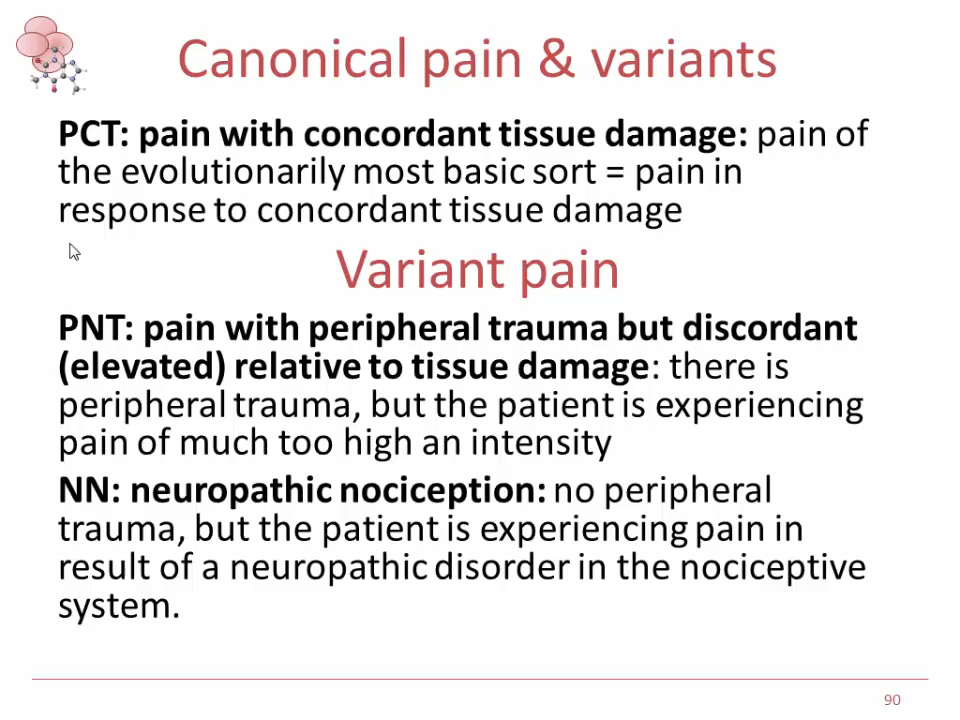 Canonical pain & variants
PCT: pain with concordant tissue damage: pain of
the evolutionarily most basic sort = pain in
response to concordant tissue damage
Variant pain
PNT: pain with peripheral trauma but discordant
(elevated) relative to tissue damage: there is
peripheral trauma, but the patient is experiencing
pain of much too high an intensity
NN: neuropathic nociception: no peripheral
trauma, but the patient is experiencing pain in
result of a neuropathic disorder in the nociceptive
system.
90